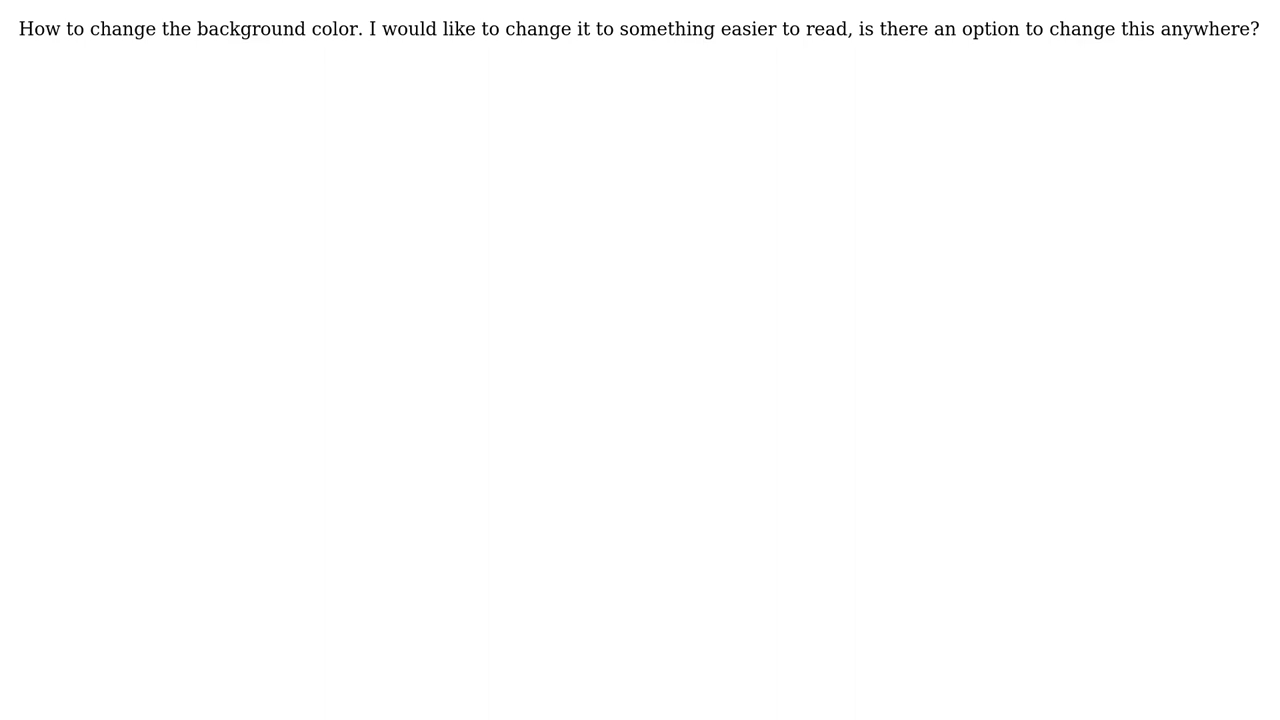 How to change the background color. I would like to change it to something easier to read, is there an option to change this anywhere?